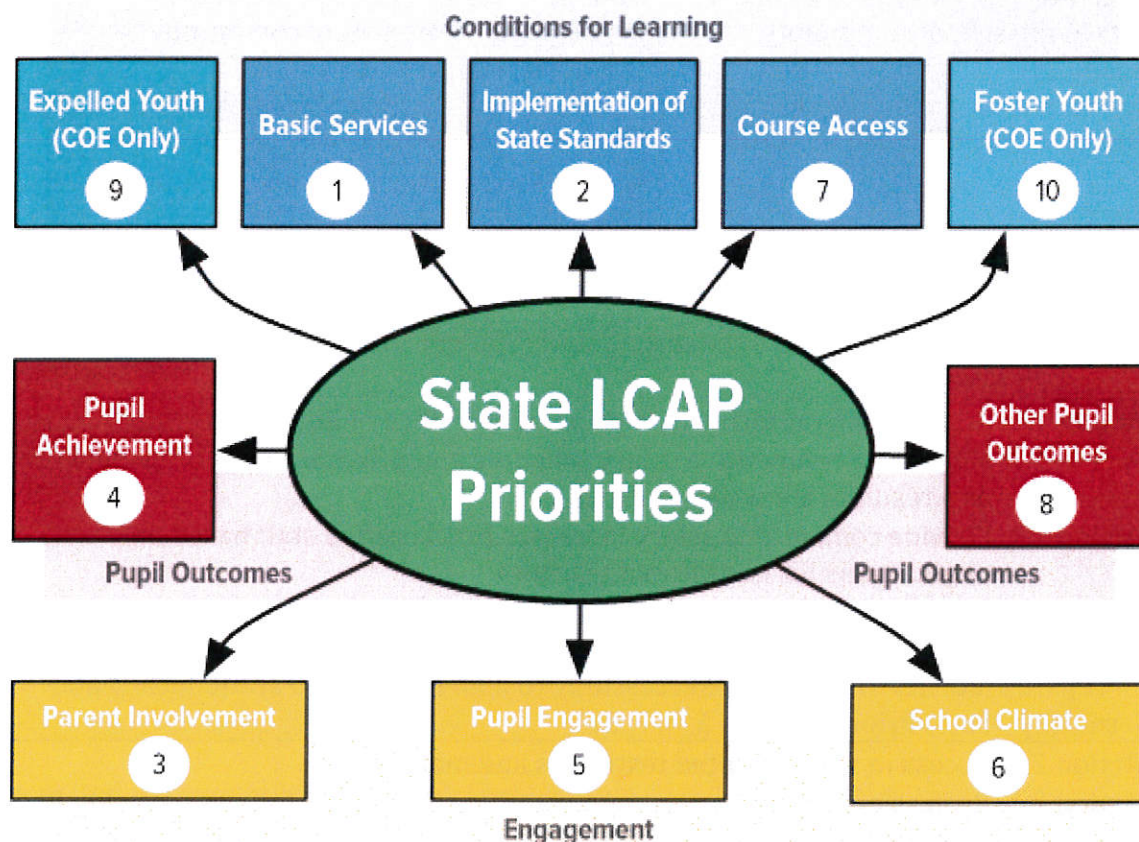 Conditions for Learning
Expelled Youth
(COE Only)
9
Basic Services
1
Implementation of
State Standards
2
Course Access
7
Foster Youth
(COE Only)
10
State LCAP
Priorities
Pupil
Achievement
4
Pupil Outcomes
Other Pupil
Outcomes
8
Pupil Outcomes
Parent Involvement
3
Pupil Engagement
5
School Climate
6
Engagement